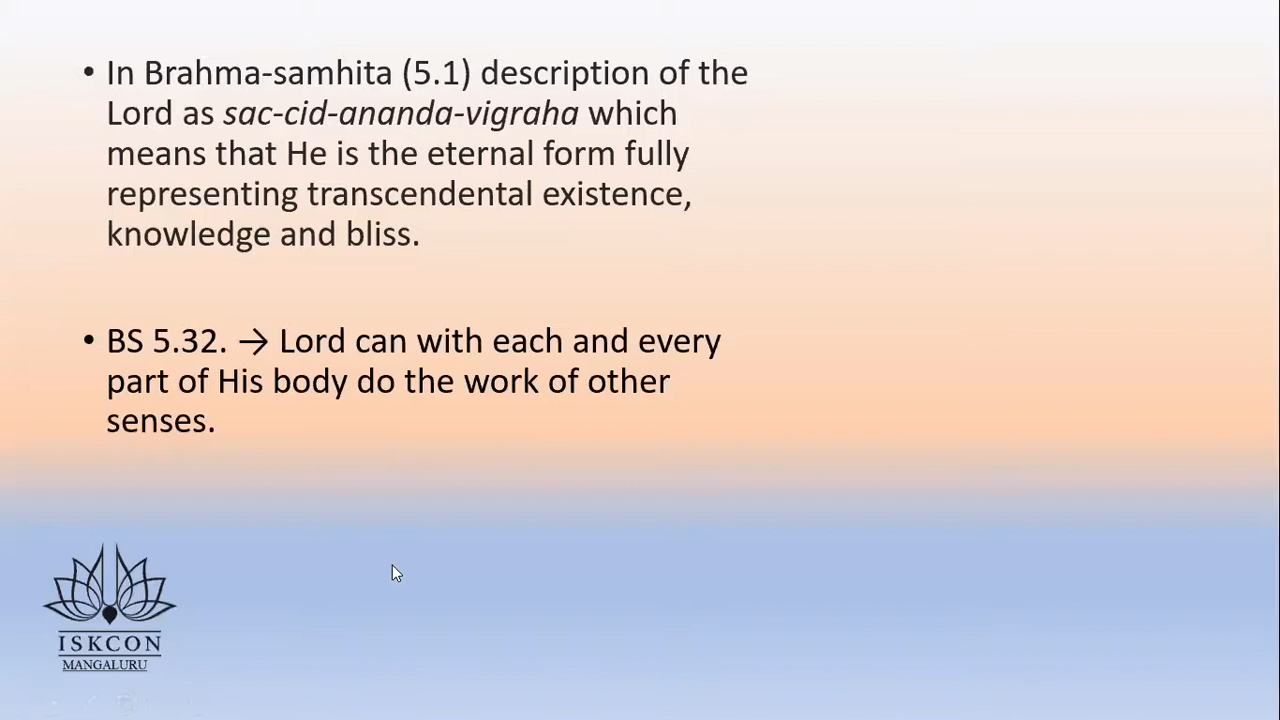 • In Brahma-samhita (5.1) description of the
Lord as sac-cid-ananda-vigraha which
means that He is the eternal form fully
representing transcendental existence,
knowledge and bliss.
• BS 5.32. → Lord can with each and every
part of His body do the work of other
senses.
ISKCON
MANGALURU